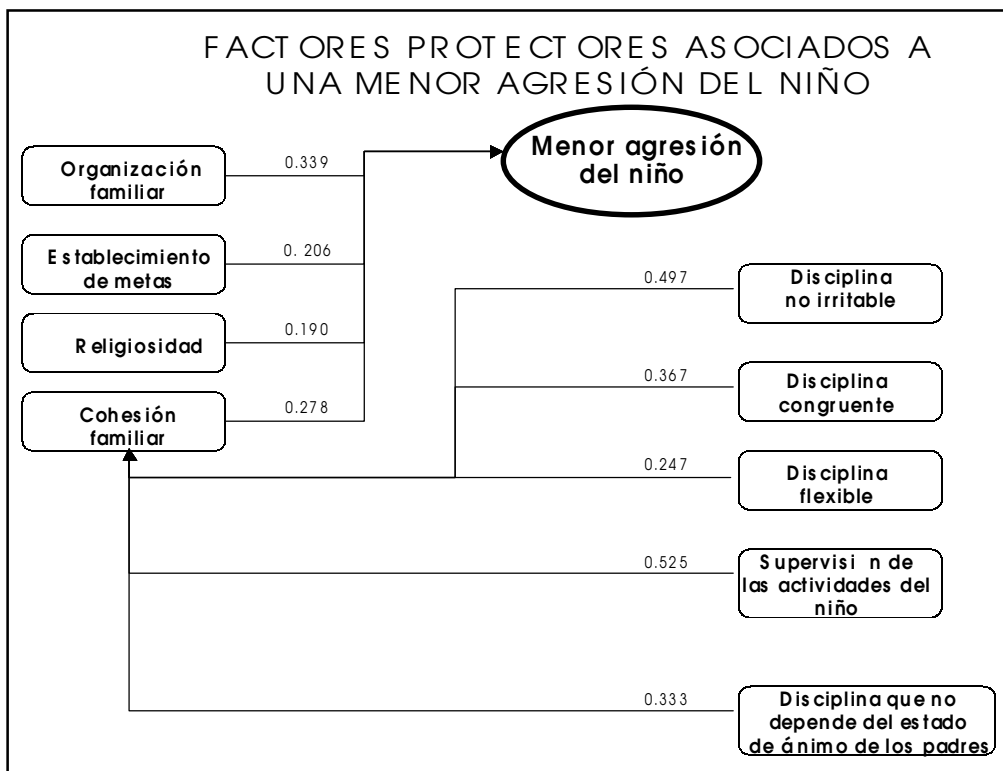 FACTORES PROTECTORES ASOCIADOS A
UNA MENOR AGRESIÓN DEL NIÑO
Menor agresión
del niño
Organización
familiar
0.339
Establecimiento
de metas
0. 206
Religiosidad
0.190
Cohesión
familiar
0.278
0.497
Disciplina
no irritable
0.367
Disciplina
congruente
0.247
Disciplina
flexible
0.525
Supervisi n de
las actividades del
niño
0.333
Disciplina que no
depende del estado
de ánimo de los padres